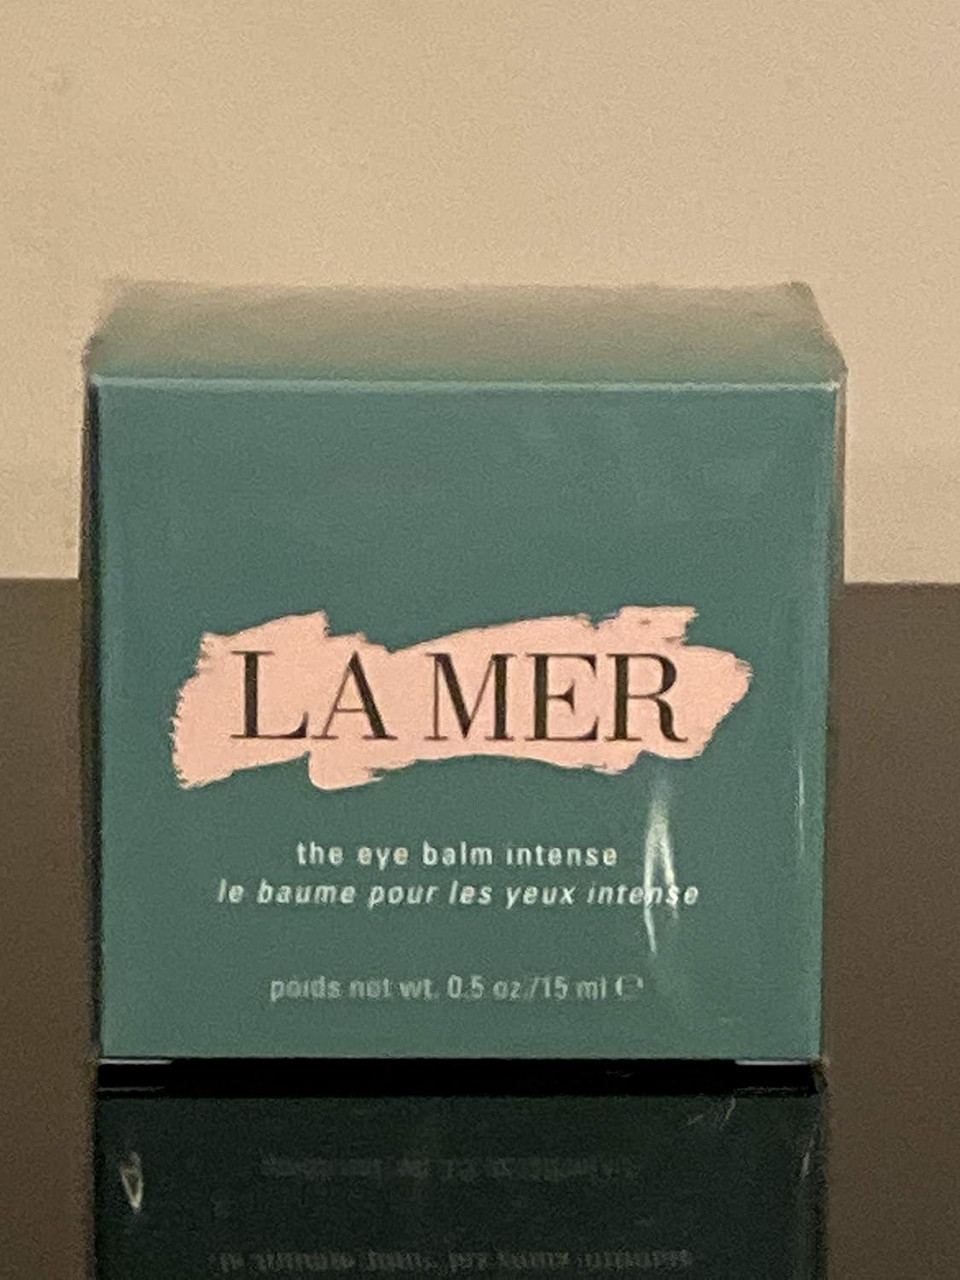 LA MER
the eye balm intense
le baume pour les yeux intense
poids net wt. 0.5 oz /15 ml ℮